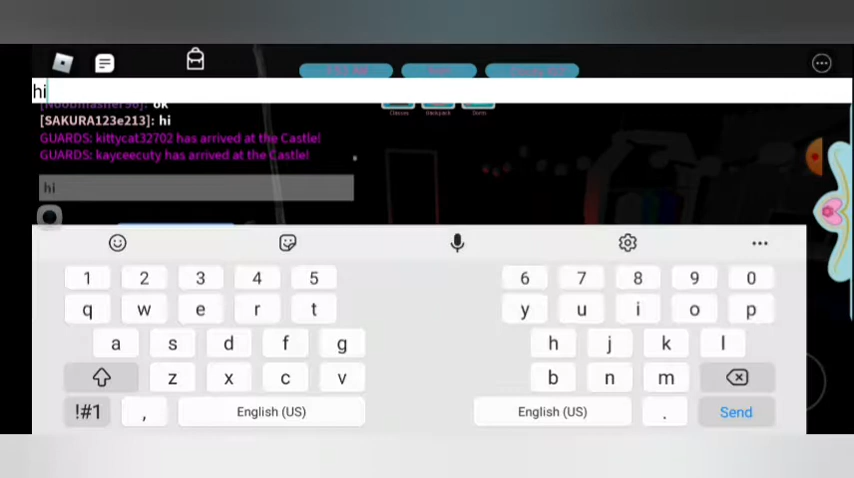 hi
[SAKURA123e213]: hi
GUARDS: kittycat32702 has arrived at the Castle!
GUARDS: kayceecuty has arrived at the Castle!
hi
1 2 3 4 5 6 7 8 9 0
q w e r t y u i o p
a s d f g h j k l
z x c v b n m
!#1 , English (US) English (US) . Send